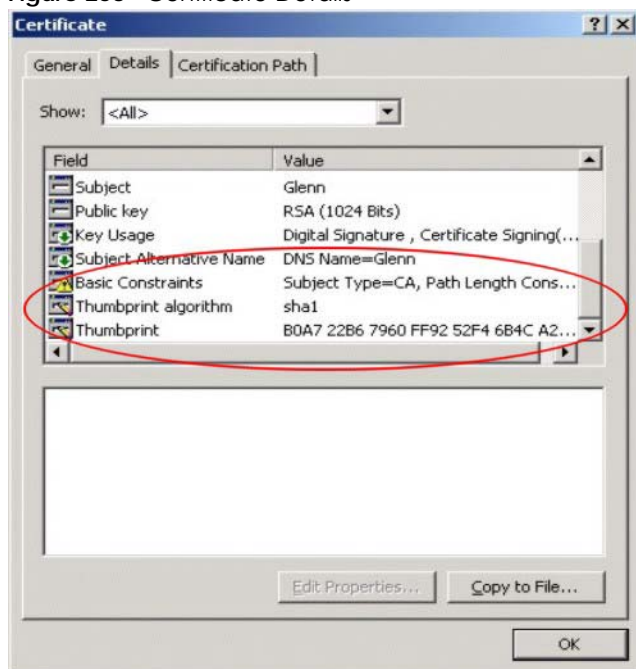 Certificate
General Details Certification Path
Show: <All>
Field Value
Subject Glenn
Public key RSA (1024 Bits)
Key Usage Digital Signature , Certificate Signing(...
Subject Alternative Name DNS Name=Glenn
Basic Constraints Subject Type=CA, Path Length Cons...
Thumbprint algorithm sha1
Thumbprint B0A7 22B6 7960 FF92 52F4 6B4C A2...
Edit Properties... Copy to File...
OK